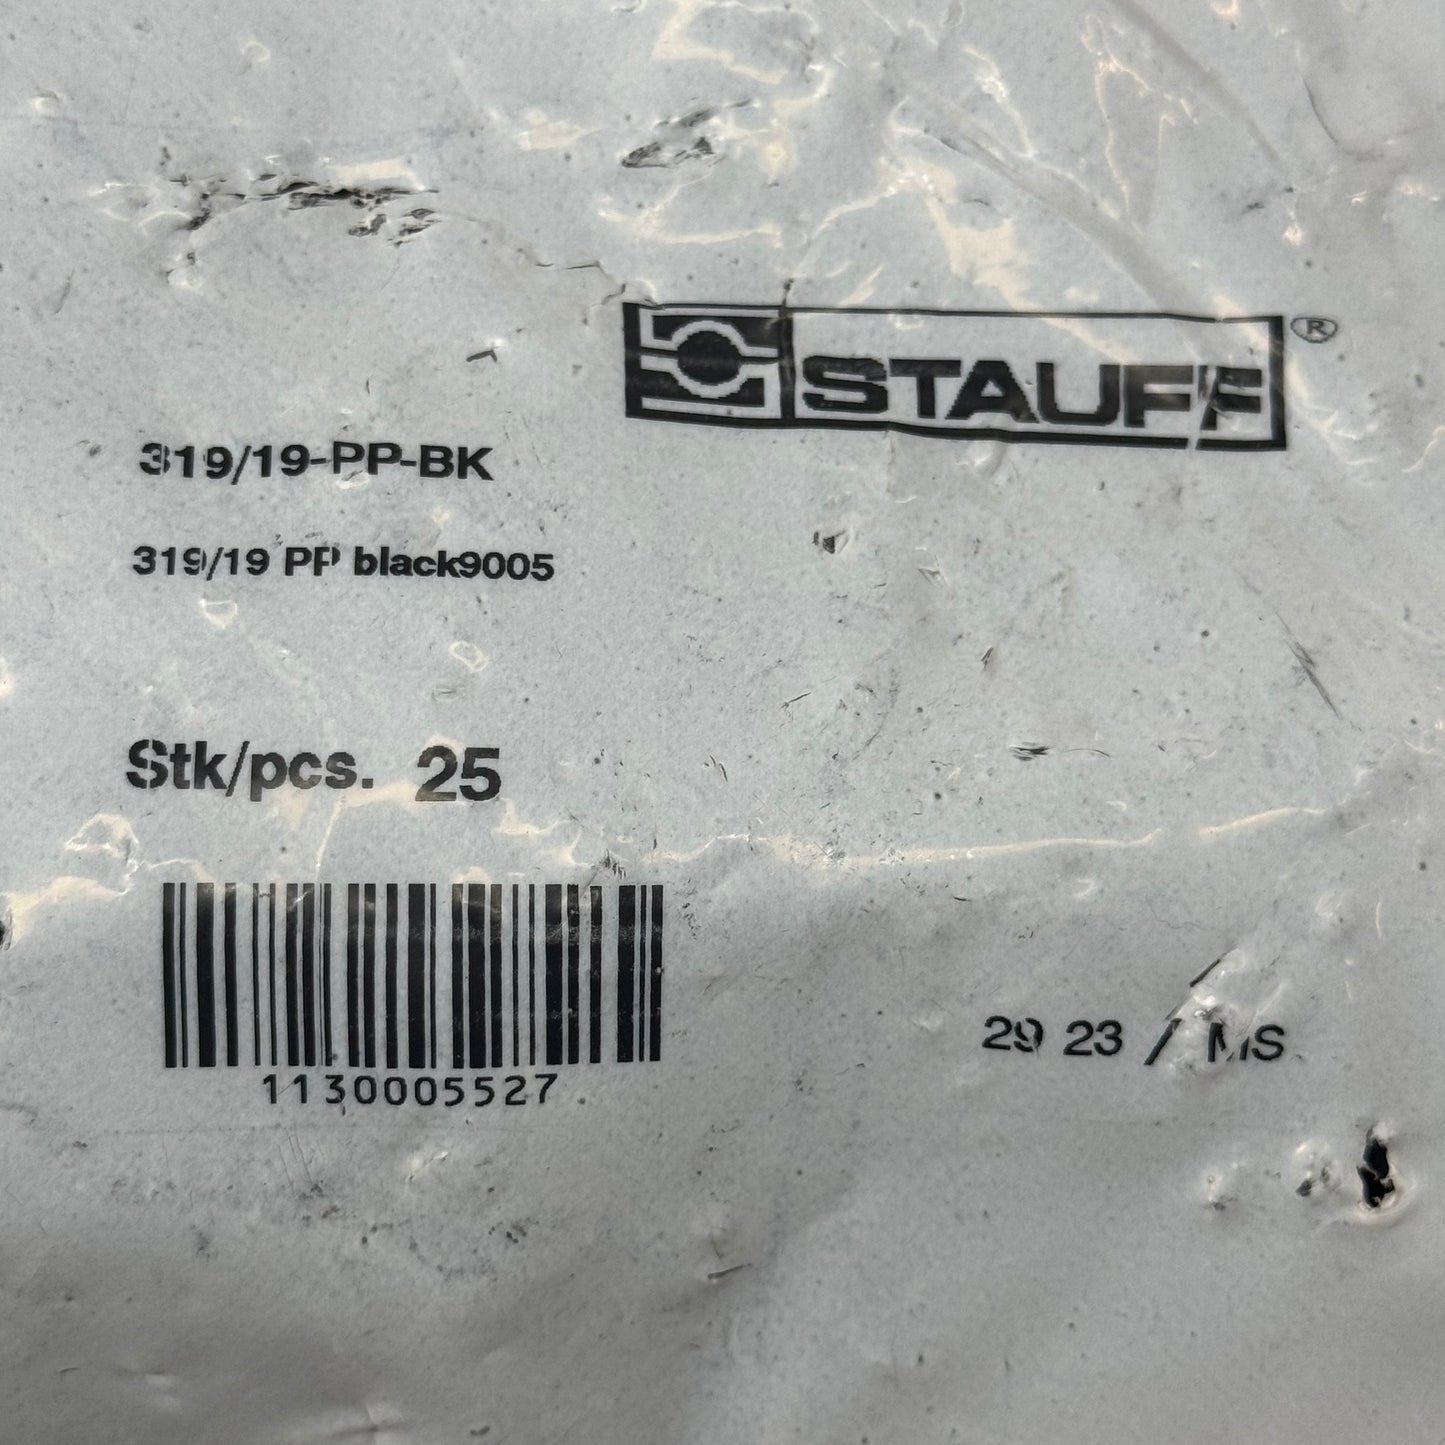 STAUFF®
319/19-PP-BK
319/19 PP black9005
Stk/pcs. 25
1130005527
29 23 / MS